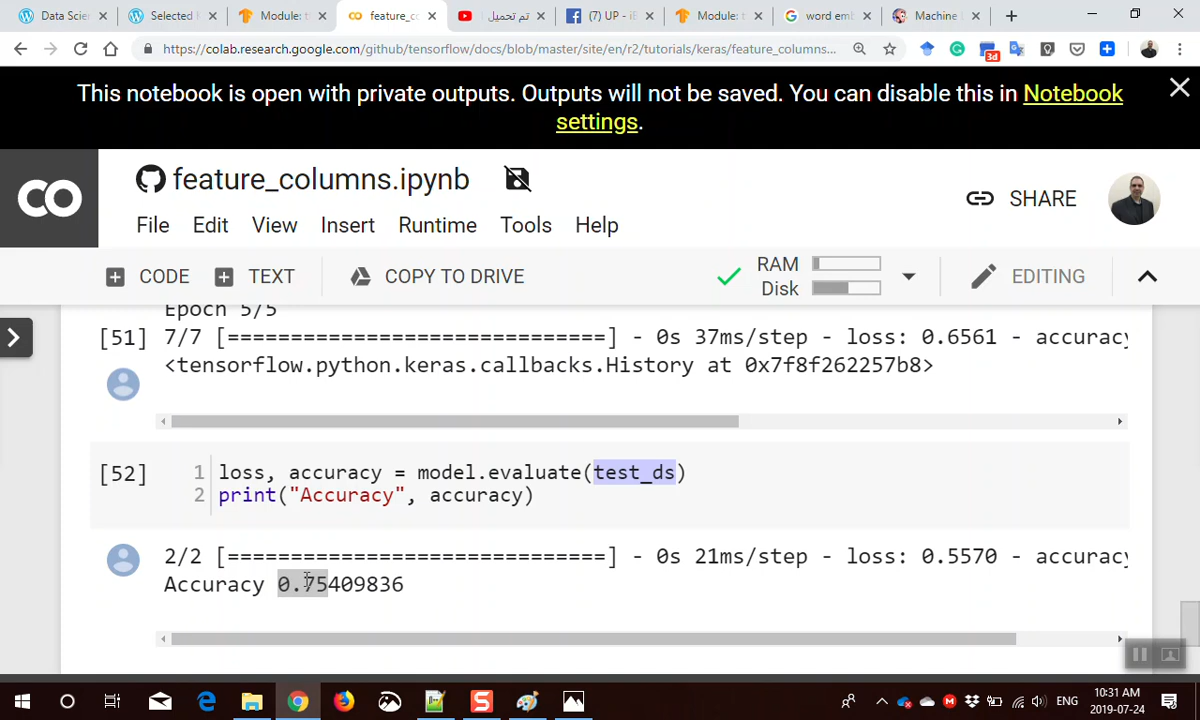 Data Scien
Selected F
Module: t
feature_co
تم تحميل
(7) UP - iE
Module: t
word emb
Machine
https://colab.research.google.com/github/tensorflow/docs/blob/master/site/en/r2/tutorials/keras/feature_columns...
3d
This notebook is open with private outputs. Outputs will not be saved. You can disable this in Notebook
settings.
CO
feature_columns.ipynb
SHARE
File Edit View Insert Runtime Tools Help
CODE TEXT COPY TO DRIVE RAM EDITING
Disk
Epoch 5/5
[51] 7/7 [==============================] - 0s 37ms/step - loss: 0.6561 - accuracy
<tensorflow.python.keras.callbacks.History at 0x7f8f262257b8>
[52] 1 loss, accuracy = model.evaluate(test_ds)
2 print("Accuracy", accuracy)
2/2 [==============================] - 0s 21ms/step - loss: 0.5570 - accuracy
Accuracy 0.75409836
ENG
10:31 AM
2019-07-24